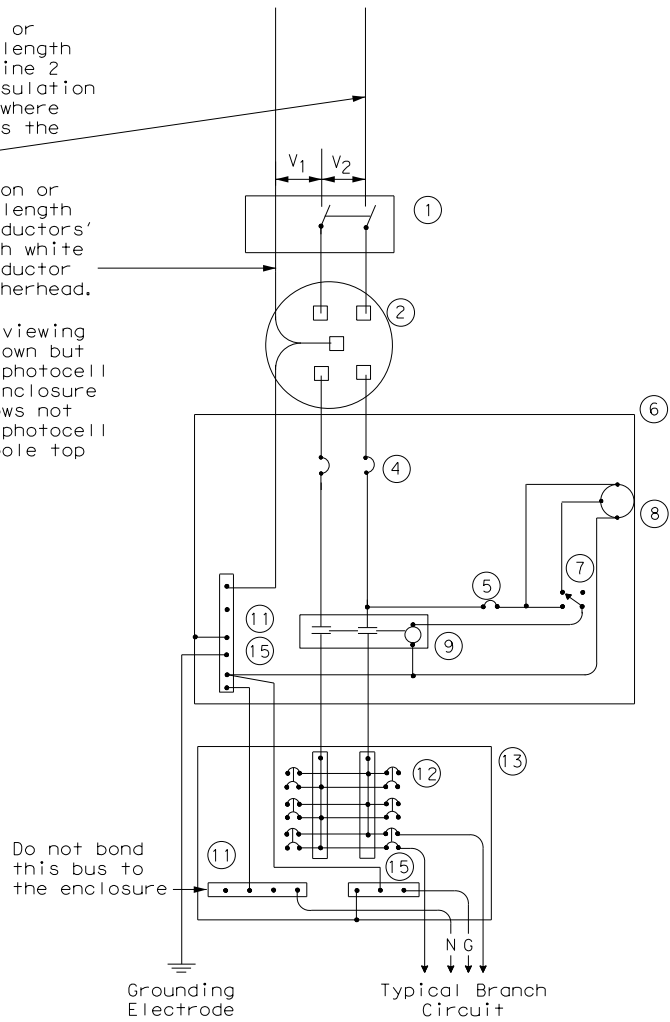 or
length
ine 2
sulation
where
s the
on or
length
ductors'
h white
ductor
herhead.
viewing
own but
photocell
nclosure
ws not
photocell
ole top
V1 V2
1
2
6
4
8
7
5
11
15
9
13
12
Do not bond
this bus to
the enclosure
11
15
N G
Grounding
Electrode
Typical Branch
Circuit